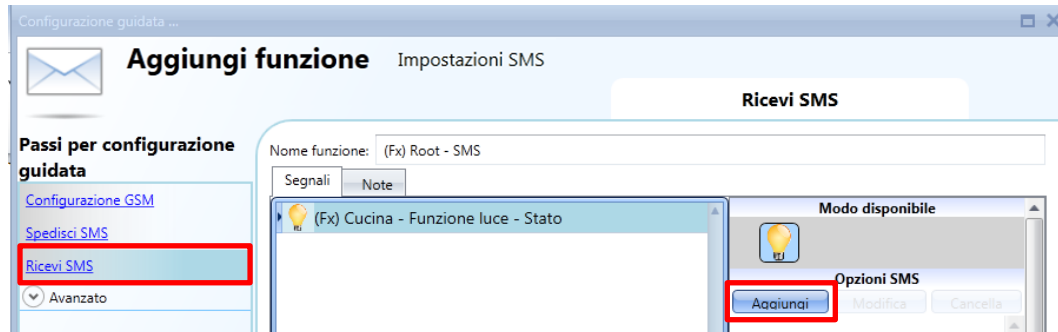 Configurazione guidata ...
Aggiungi funzione Impostazioni SMS
Ricevi SMS
Passi per configurazione
guidata
Configurazione GSM
Spedisci SMS
Ricevi SMS
Avanzato
Nome funzione: (Fx) Root - SMS
Segnali Note
(Fx) Cucina - Funzione luce - Stato
Modo disponibile
Opzioni SMS
Aggiungi Modifica Cancella